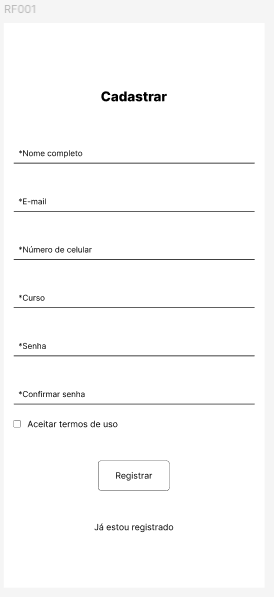 RF001
Cadastrar
*Nome completo
*E-mail
*Número de celular
*Curso
*Senha
*Confirmar senha
Aceitar termos de uso
Registrar
Já estou registrado